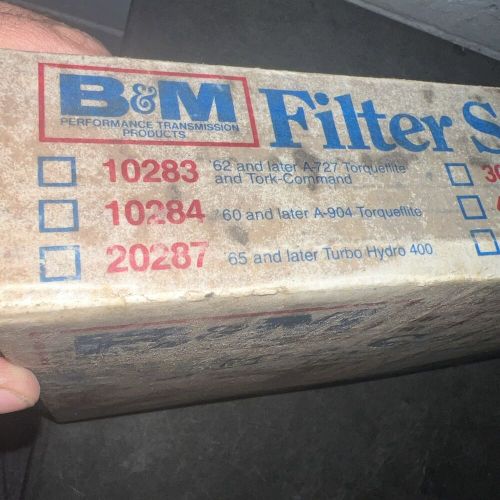 B&M
PERFORMANCE TRANSMISSION
PRODUCTS
Filter S
10283 '62 and later A-727 Torqueflite
and Tork-Command
10284 '60 and later A-904 Torqueflite
20287 '65 and later Turbo Hydro 400
30